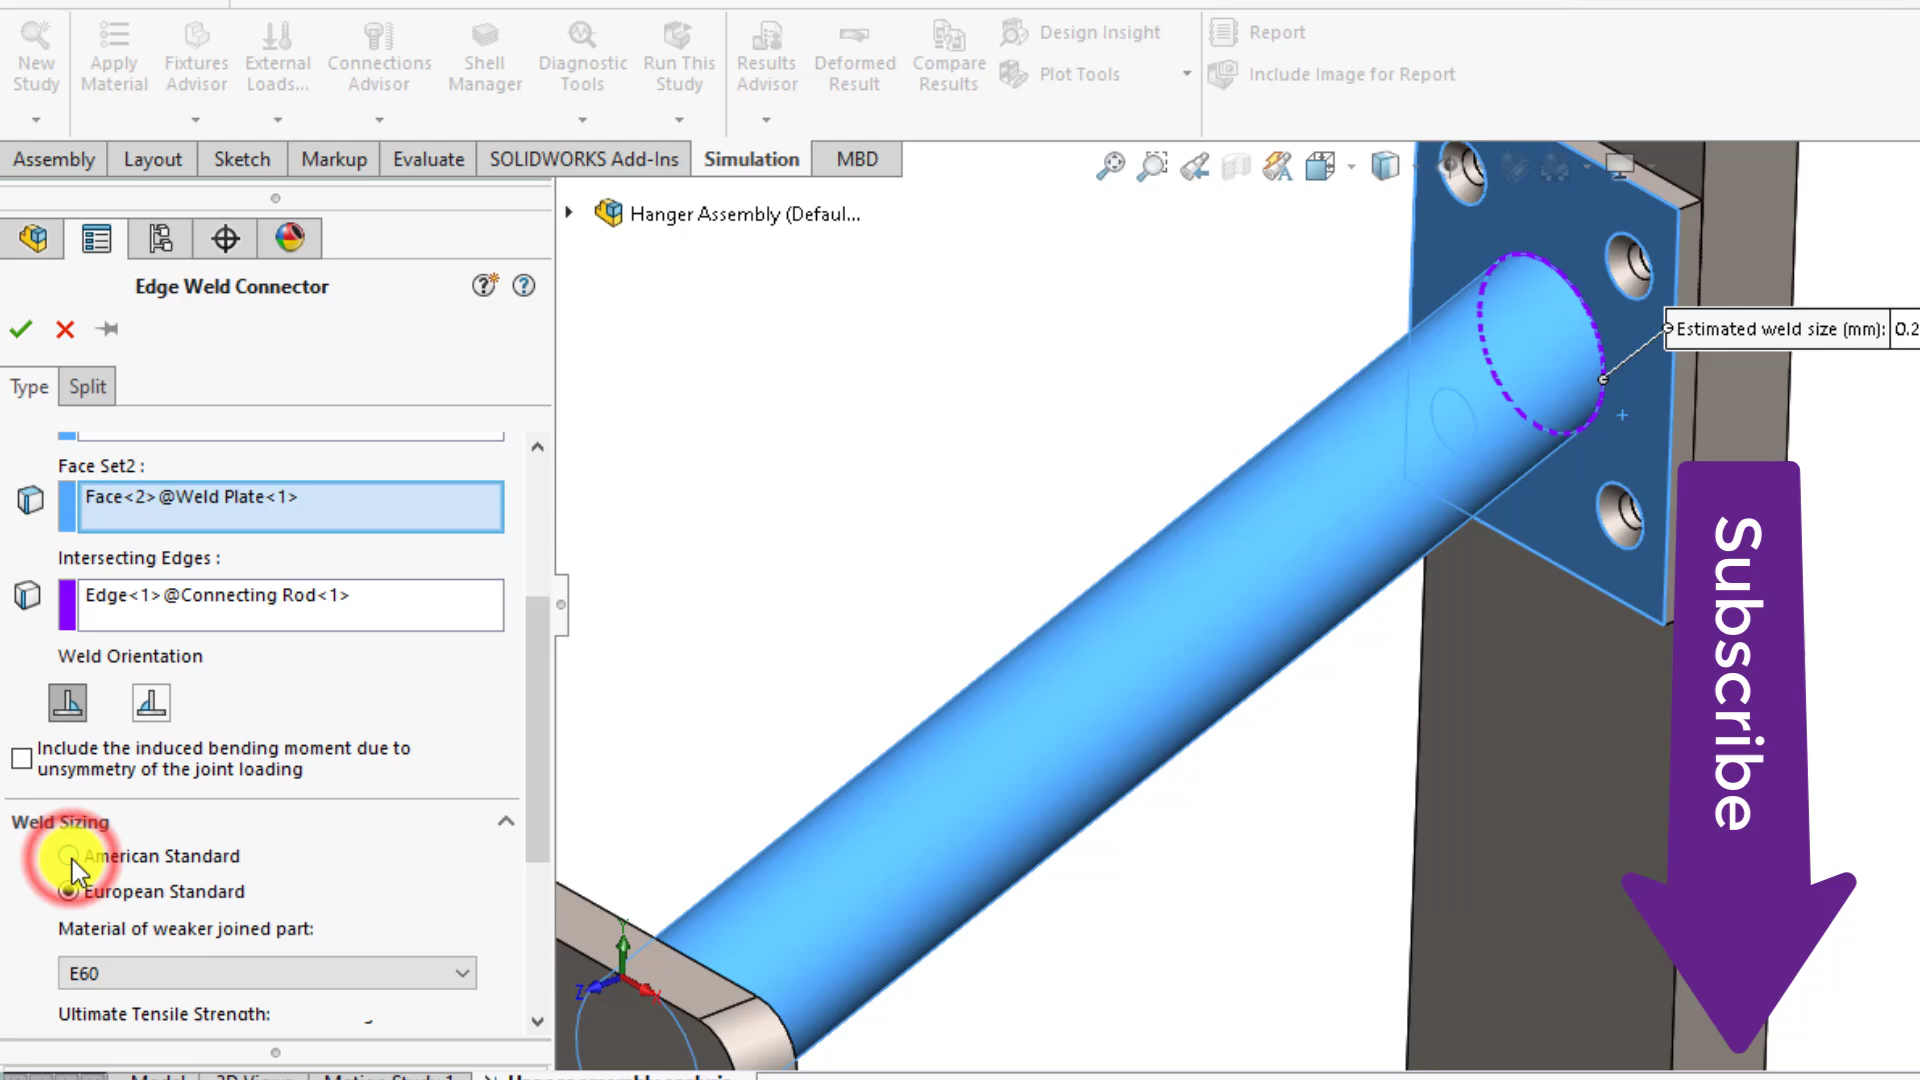 New Study
Apply Material
Fixtures Advisor
External Loads...
Connections Advisor
Shell Manager
Diagnostic Tools
Run This Study
Results Advisor
Deformed Result
Compare Results
Design Insight
Plot Tools
Report
Include Image for Report
Assembly
Layout
Sketch
Markup
Evaluate
SOLIDWORKS Add-Ins
Simulation
MBD
Hanger Assembly (Defaul...
Edge Weld Connector
Type
Split
Face Set2 :
Face<2>@Weld Plate<1>
Intersecting Edges :
Edge<1>@Connecting Rod<1>
Weld Orientation
Include the induced bending moment due to
unsymmetry of the joint loading
Weld Sizing
American Standard
European Standard
Material of weaker joined part:
E60
Ultimate Tensile Strength:
Estimated weld size (mm): 0.2
Subscribe
Y
Z
X